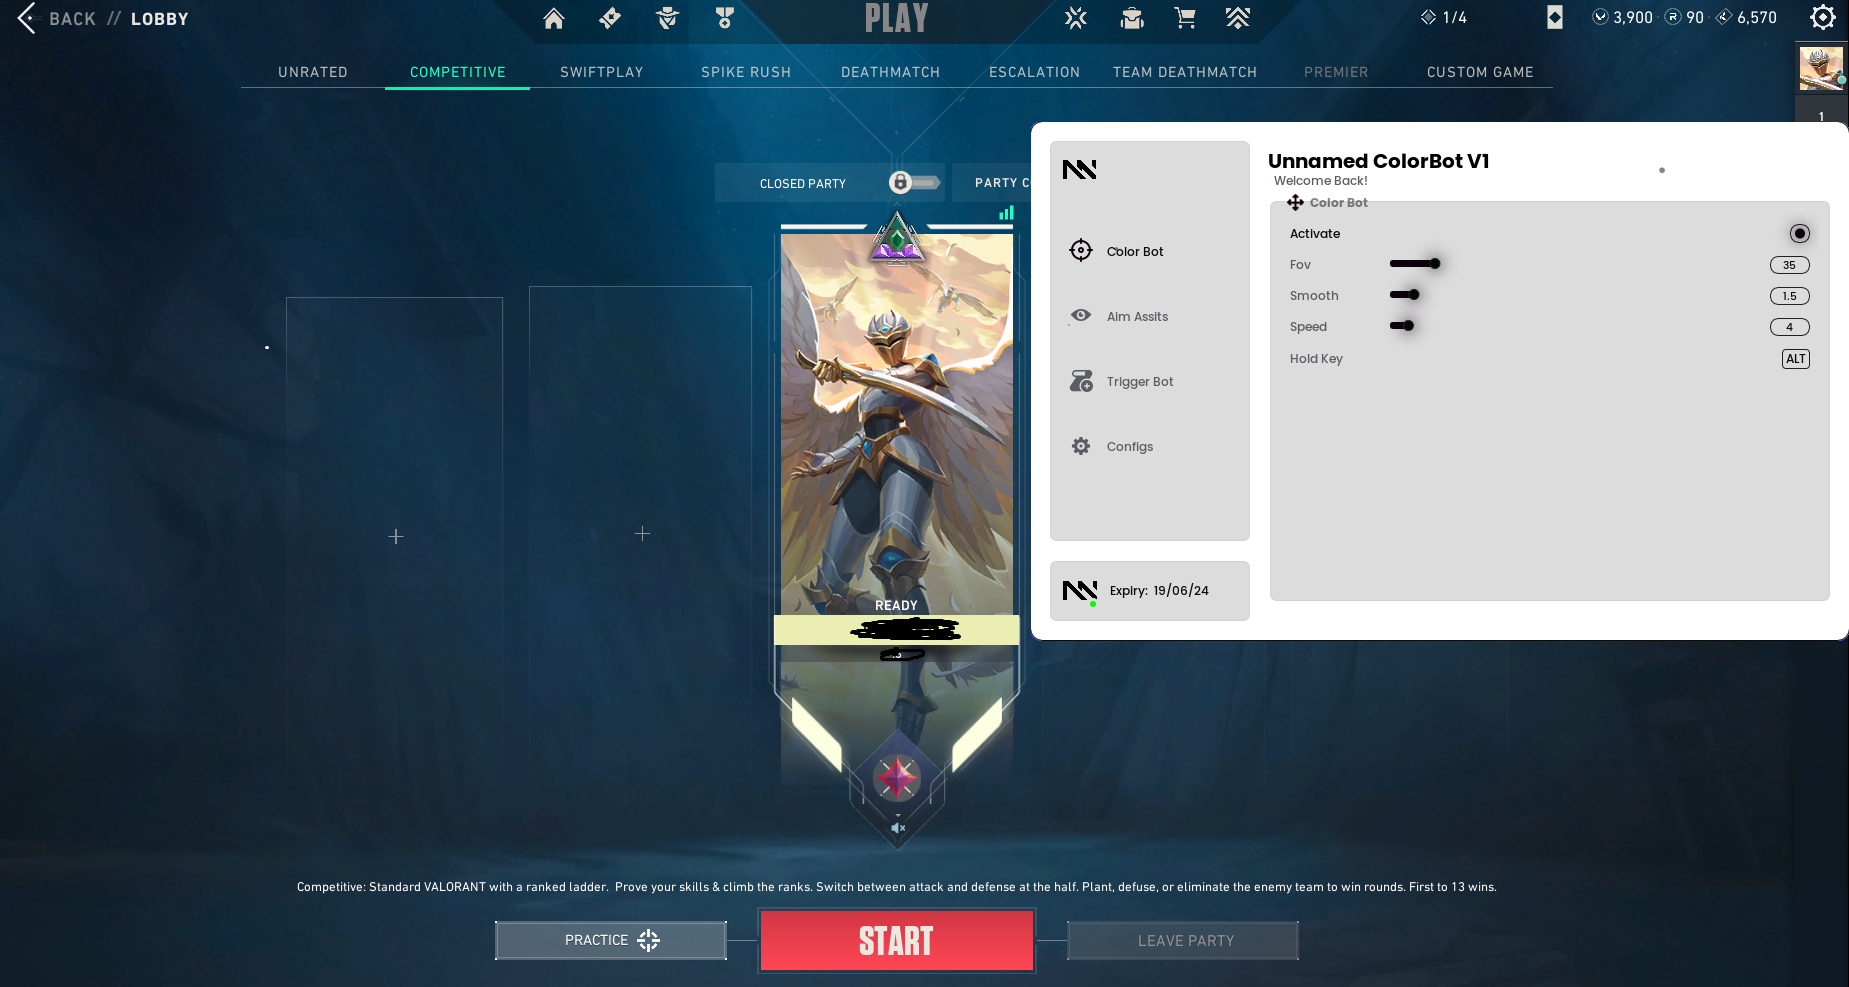 BACK // LOBBY
PLAY
1/4
3,900
90
6,570
UNRATED
COMPETITIVE
SWIFTPLAY
SPIKE RUSH
DEATHMATCH
ESCALATION
TEAM DEATHMATCH
PREMIER
CUSTOM GAME
1
CLOSED PARTY
PARTY C
Unnamed ColorBot V1
Welcome Back!
Color Bot
Aim Assits
Trigger Bot
Configs
Expiry: 19/06/24
Color Bot
Activate
Fov
35
Smooth
1.5
Speed
4
Hold Key
ALT
READY
Competitive: Standard VALORANT with a ranked ladder. Prove your skills & climb the ranks. Switch between attack and defense at the half. Plant, defuse, or eliminate the enemy team to win rounds. First to 13 wins.
PRACTICE
START
LEAVE PARTY